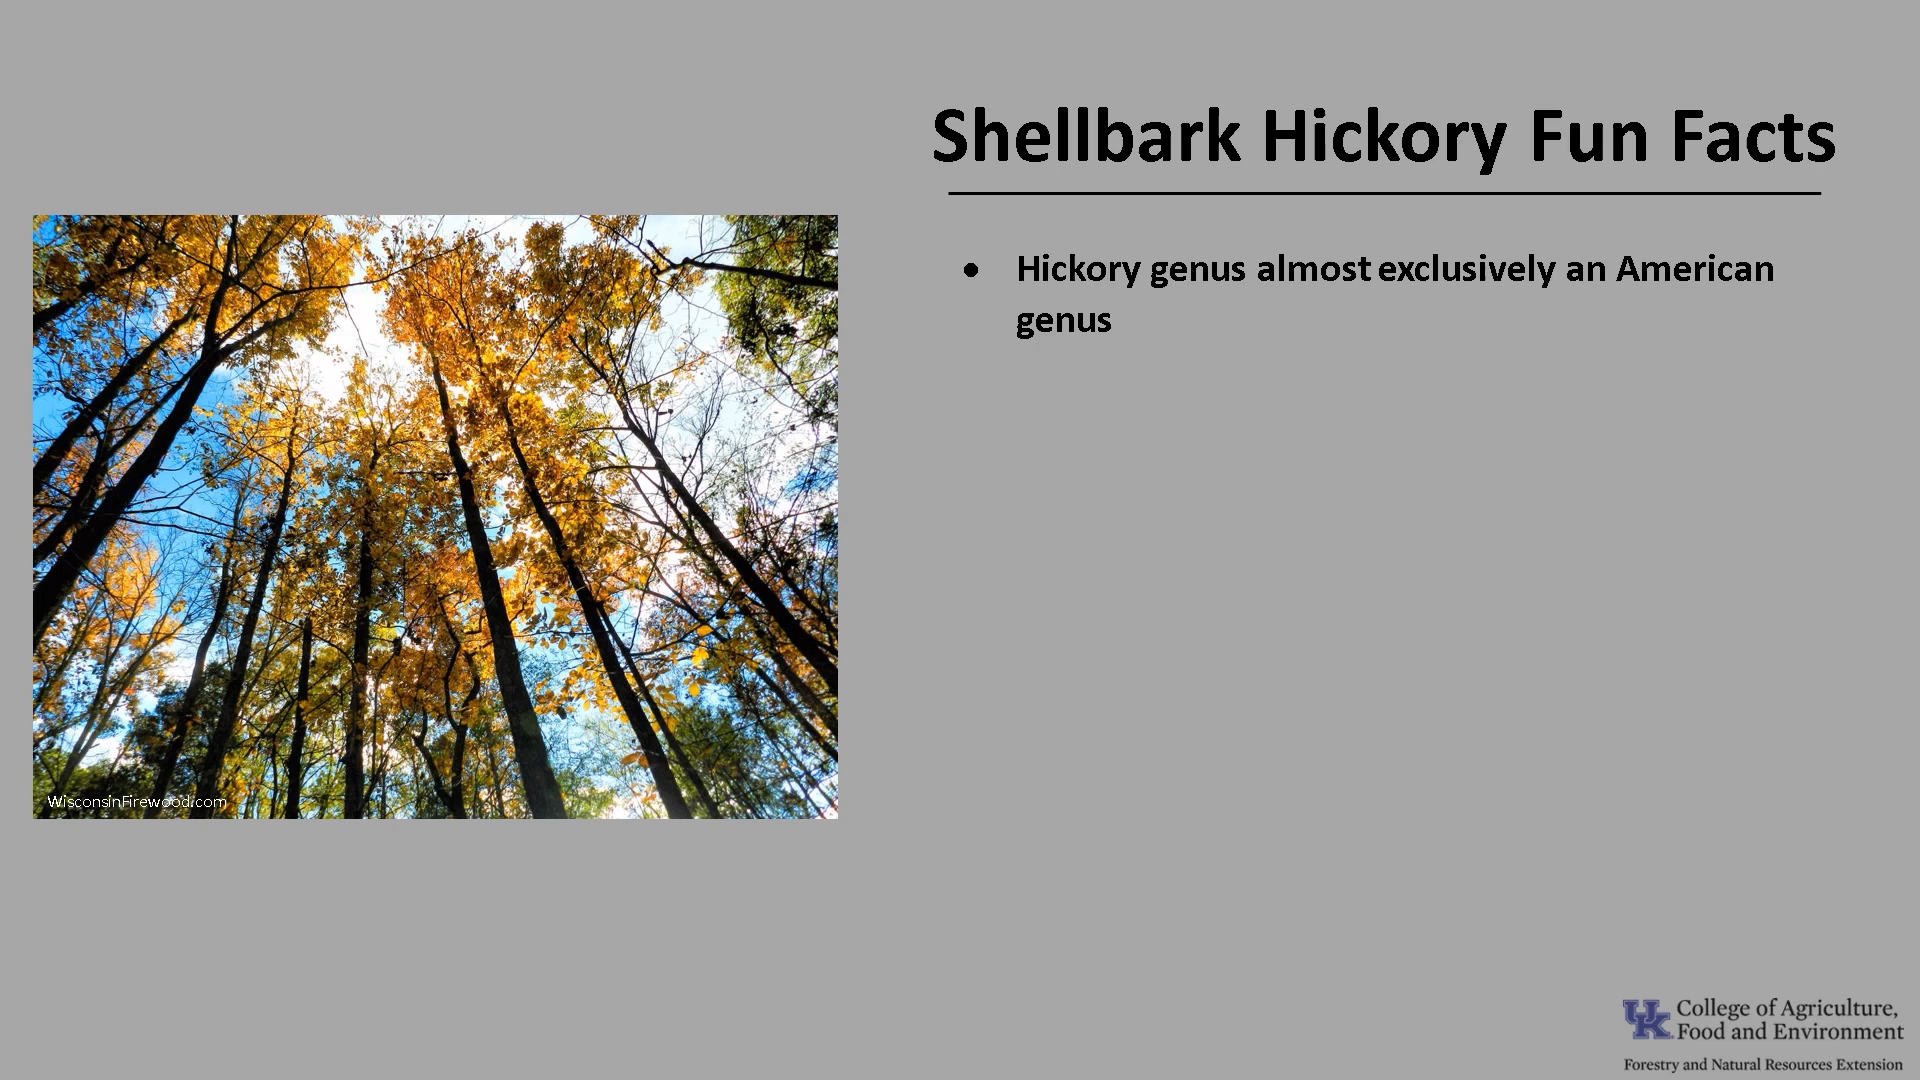 Shellbark Hickory Fun Facts
• Hickory genus almost exclusively an American
genus
WisconsinFirewood.com
UK College of Agriculture,
Food and Environment
Forestry and Natural Resources Extension